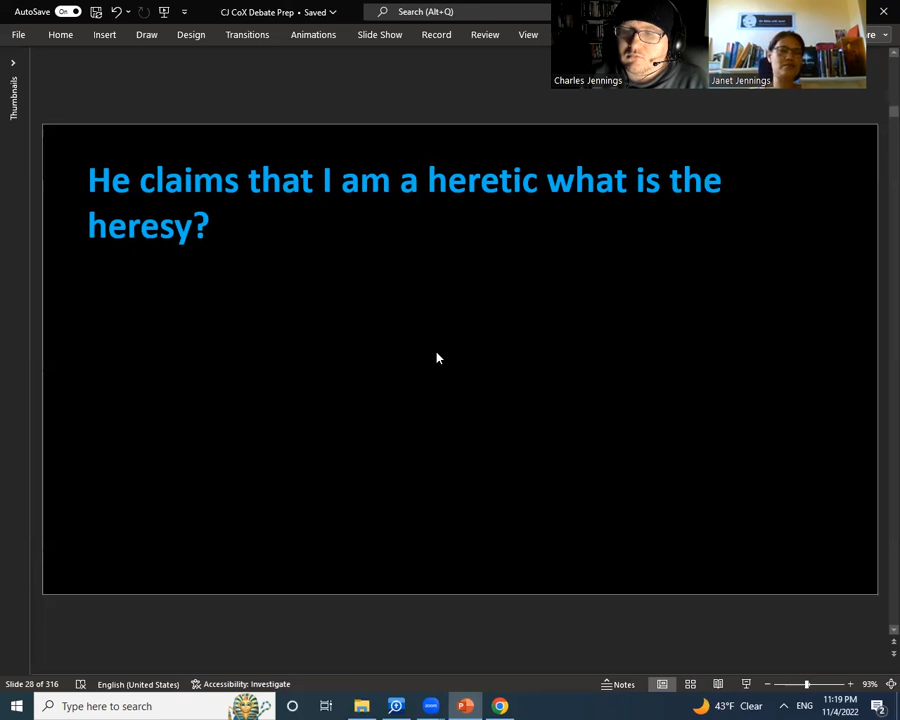 AutoSave On CJ CoX Debate Prep • Saved Search (Alt+Q)
File Home Insert Draw Design Transitions Animations Slide Show Record Review View
Charles Jennings Janet Jennings
Thumbnails
He claims that I am a heretic what is the
heresy?
Slide 28 of 316 English (United States) Accessibility: Investigate Notes 93%
Type here to search 43°F Clear ENG 11:19 PM
11/4/2022 2